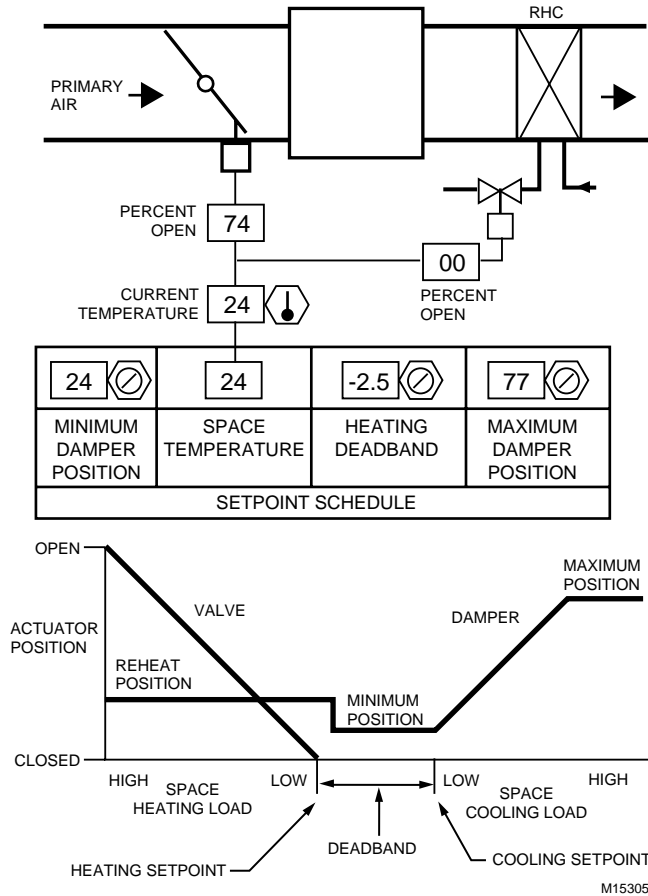 RHC
PRIMARY
AIR
PERCENT
OPEN
74
00
PERCENT
OPEN
CURRENT
TEMPERATURE
24
24
24
-2.5
77
MINIMUM
DAMPER
POSITION
SPACE
TEMPERATURE
HEATING
DEADBAND
MAXIMUM
DAMPER
POSITION
SETPOINT SCHEDULE
OPEN
MAXIMUM
POSITION
VALVE
DAMPER
ACTUATOR
POSITION
REHEAT
POSITION
MINIMUM
POSITION
CLOSED
HIGH
SPACE
HEATING LOAD
LOW
LOW
SPACE
COOLING LOAD
HIGH
DEADBAND
HEATING SETPOINT
COOLING SETPOINT
M15305